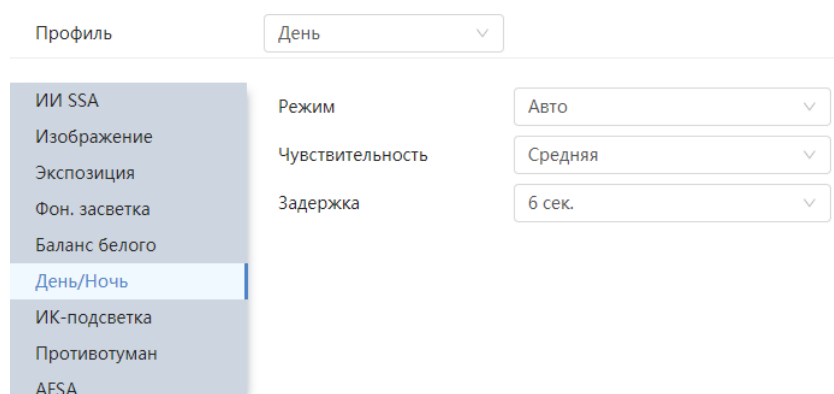 Профиль День
ИИ SSA
Изображение
Экспозиция
Фон. засветка
Баланс белого
День/Ночь
ИК-подсветка
Противотуман
AFSA
Режим Авто
Чувствительность Средняя
Задержка 6 сек.